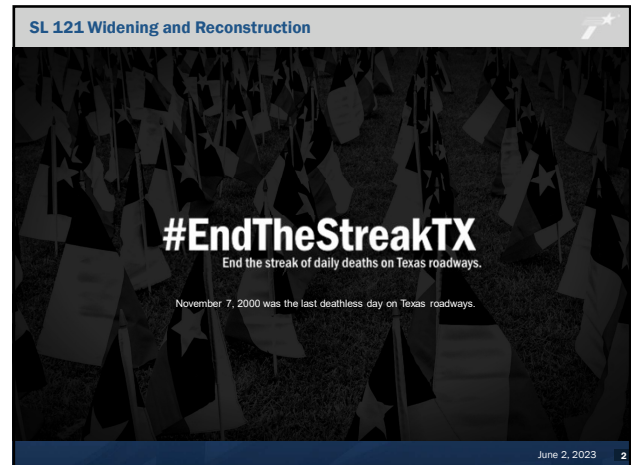 SL 121 Widening and Reconstruction
#EndTheStreakTX
End the streak of daily deaths on Texas roadways.
November 7, 2000 was the last deathless day on Texas roadways.
June 2, 2023 2